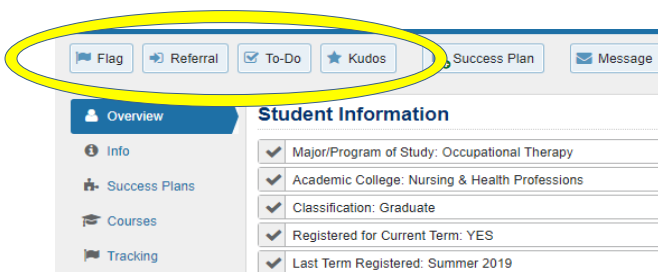 Flag Referral To-Do Kudos Success Plan Message
Overview
Info
Success Plans
Courses
Tracking
Student Information
Major/Program of Study: Occupational Therapy
Academic College: Nursing & Health Professions
Classification: Graduate
Registered for Current Term: YES
Last Term Registered: Summer 2019